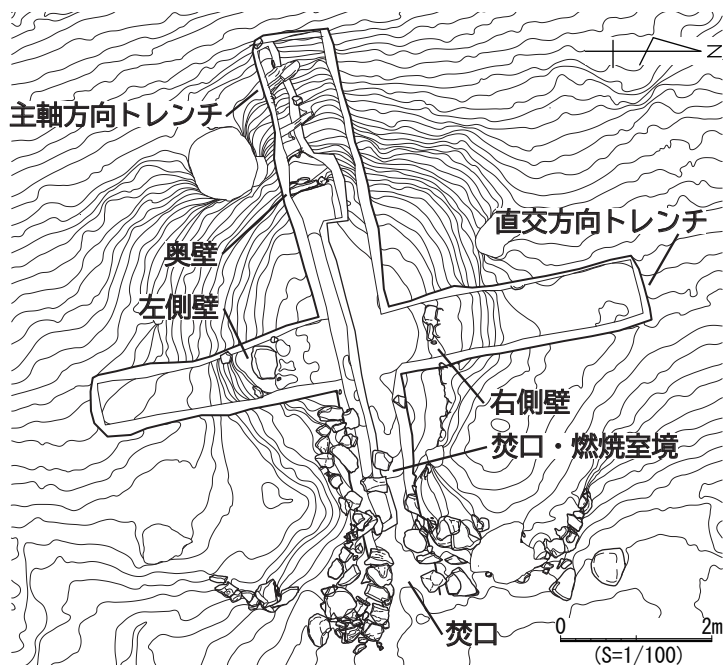 N
主軸方向トレンチ
直交方向トレンチ
奥壁
左側壁
右側壁
焚口・燃焼室境
焚口
0 2m
(S=1/100)